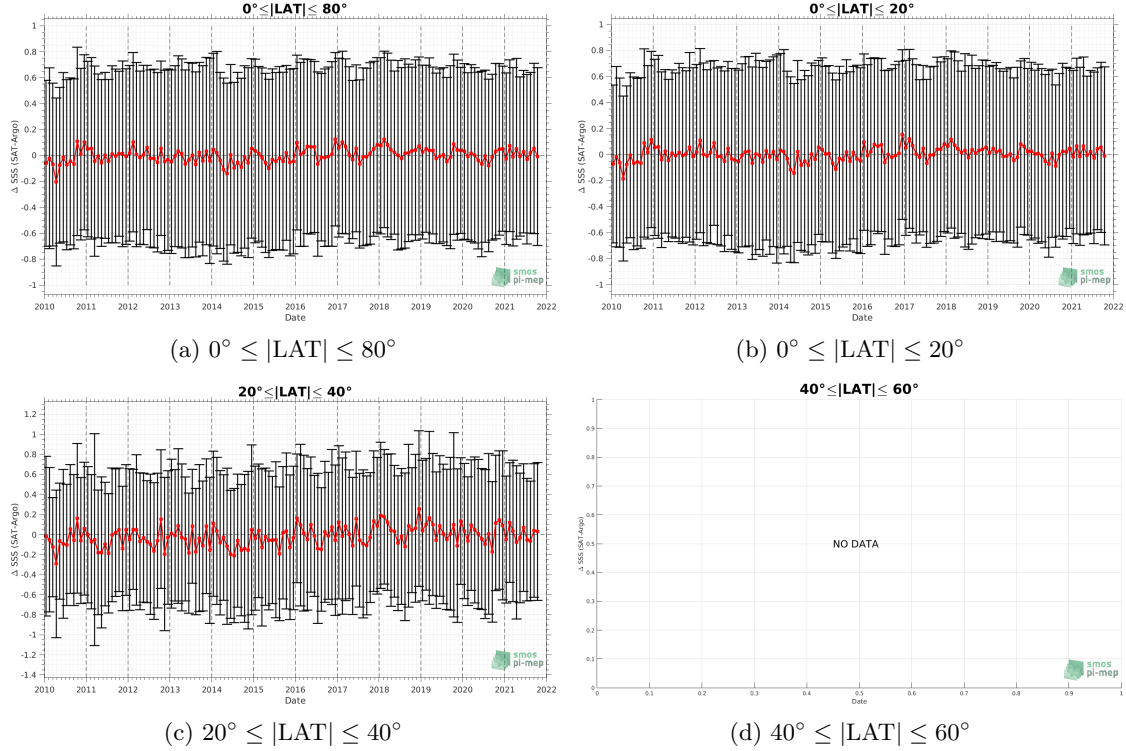 0°≤|LAT|≤ 80°
Δ SSS (SAT-Argo)
1
0.8
0.6
0.4
0.2
0
-0.2
-0.4
-0.6
-0.8
-1
2010 2011 2012 2013 2014 2015 2016 2017 2018 2019 2020 2021 2022
Date
smos
pi-mep
(a) 0° ≤ |LAT| ≤ 80°
0°≤|LAT|≤ 20°
Δ SSS (SAT-Argo)
1
0.8
0.6
0.4
0.2
0
-0.2
-0.4
-0.6
-0.8
-1
2010 2011 2012 2013 2014 2015 2016 2017 2018 2019 2020 2021 2022
Date
smos
pi-mep
(b) 0° ≤ |LAT| ≤ 20°
20°≤|LAT|≤ 40°
Δ SSS (SAT-Argo)
1.2
1
0.8
0.6
0.4
0.2
0
-0.2
-0.4
-0.6
-0.8
-1
-1.2
-1.4
2010 2011 2012 2013 2014 2015 2016 2017 2018 2019 2020 2021 2022
Date
smos
pi-mep
(c) 20° ≤ |LAT| ≤ 40°
40°≤|LAT|≤ 60°
Δ SSS (SAT-Argo)
1
0.9
0.8
0.7
0.6
0.5
0.4
0.3
0.2
0.1
0
NO DATA
0 0.1 0.2 0.3 0.4 0.5 0.6 0.7 0.8 0.9 1
Date
smos
pi-mep
(d) 40° ≤ |LAT| ≤ 60°